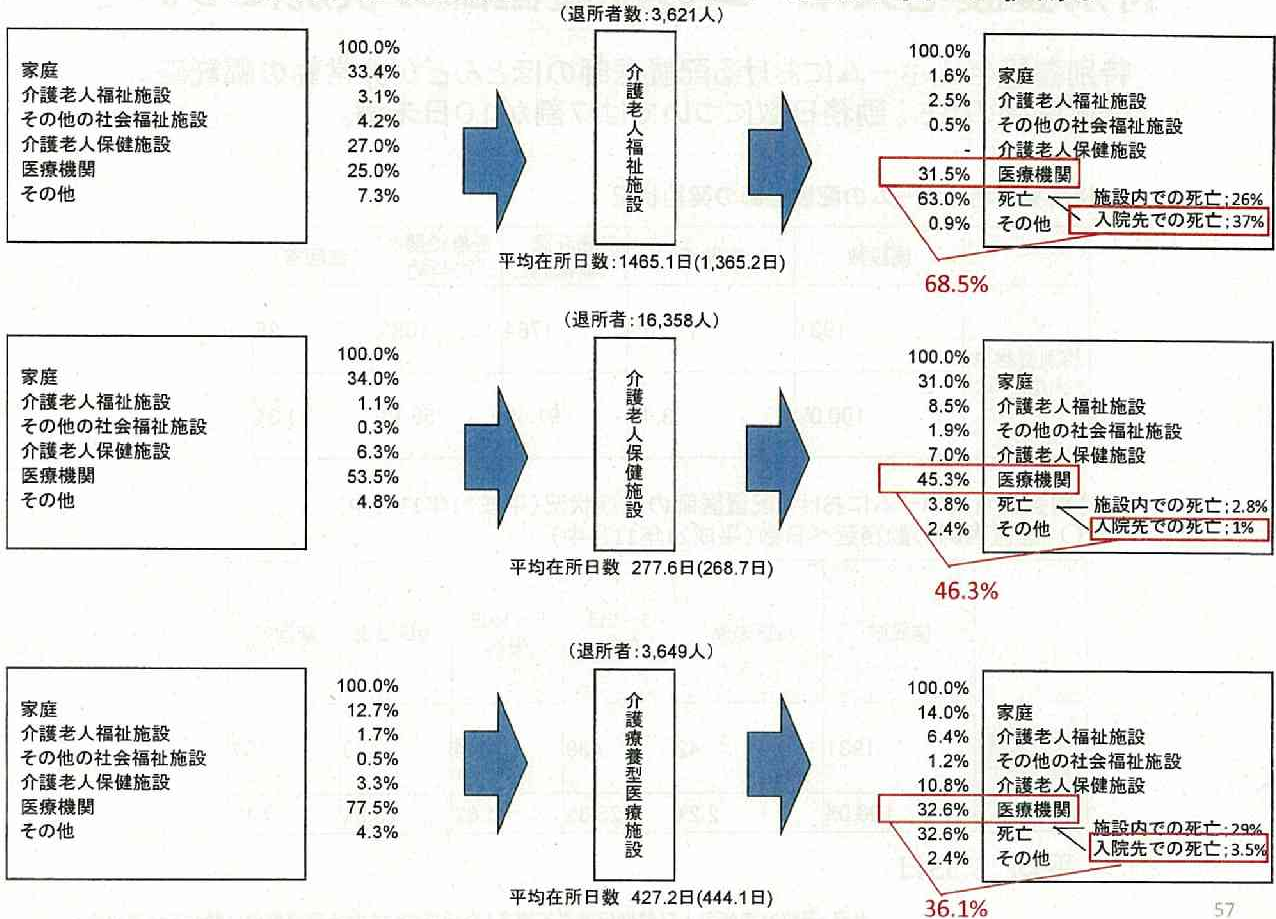 (退所者数:3,621人)
100.0%
家庭 33.4%
介護老人福祉施設 3.1%
その他の社会福祉施設 4.2%
介護老人保健施設 27.0%
医療機関 25.0%
その他 7.3%
介護老人福祉施設
平均在所日数:1465.1日(1,365.2日)
100.0%
1.6% 家庭
2.5% 介護老人福祉施設
0.5% その他の社会福祉施設
- 介護老人保健施設
31.5% 医療機関
63.0% 死亡 施設内での死亡;26%
0.9% その他 入院先での死亡;37%
68.5%
(退所者:16,358人)
100.0%
家庭 34.0%
介護老人福祉施設 1.1%
その他の社会福祉施設 0.3%
介護老人保健施設 6.3%
医療機関 53.5%
その他 4.8%
介護老人保健施設
平均在所日数 277.6日(268.7日)
100.0%
31.0% 家庭
8.5% 介護老人福祉施設
1.9% その他の社会福祉施設
7.0% 介護老人保健施設
45.3% 医療機関
3.8% 死亡 施設内での死亡;2.8%
2.4% その他 入院先での死亡;1%
46.3%
(退所者:3,649人)
100.0%
家庭 12.7%
介護老人福祉施設 1.7%
その他の社会福祉施設 0.5%
介護老人保健施設 3.3%
医療機関 77.5%
その他 4.3%
介護療養型医療施設
平均在所日数 427.2日(444.1日)
100.0%
14.0% 家庭
6.4% 介護老人福祉施設
1.2% その他の社会福祉施設
10.8% 介護老人保健施設
32.6% 医療機関
32.6% 死亡 施設内での死亡;29%
2.4% その他 入院先での死亡;3.5%
36.1%
57